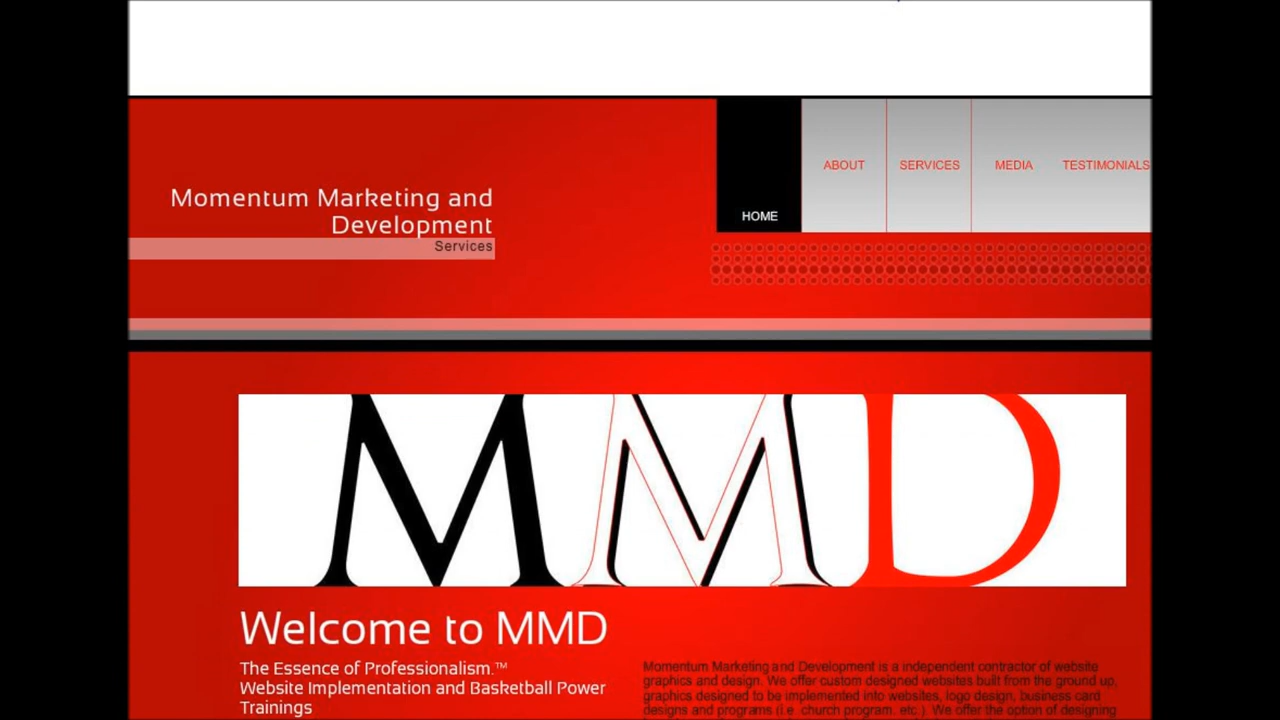 Momentum Marketing and
Development
Services
HOME
ABOUT
SERVICES
MEDIA
TESTIMONIALS
MMD
Welcome to MMD
The Essence of Professionalism.™
Website Implementation and Basketball Power
Trainings
Momentum Marketing and Development is a independent contractor of website
graphics and design. We offer custom designed websites built from the ground up,
graphics designed to be implemented into websites, logo design, business card
designs and programs (i.e. church program, etc.). We offer the option of designing